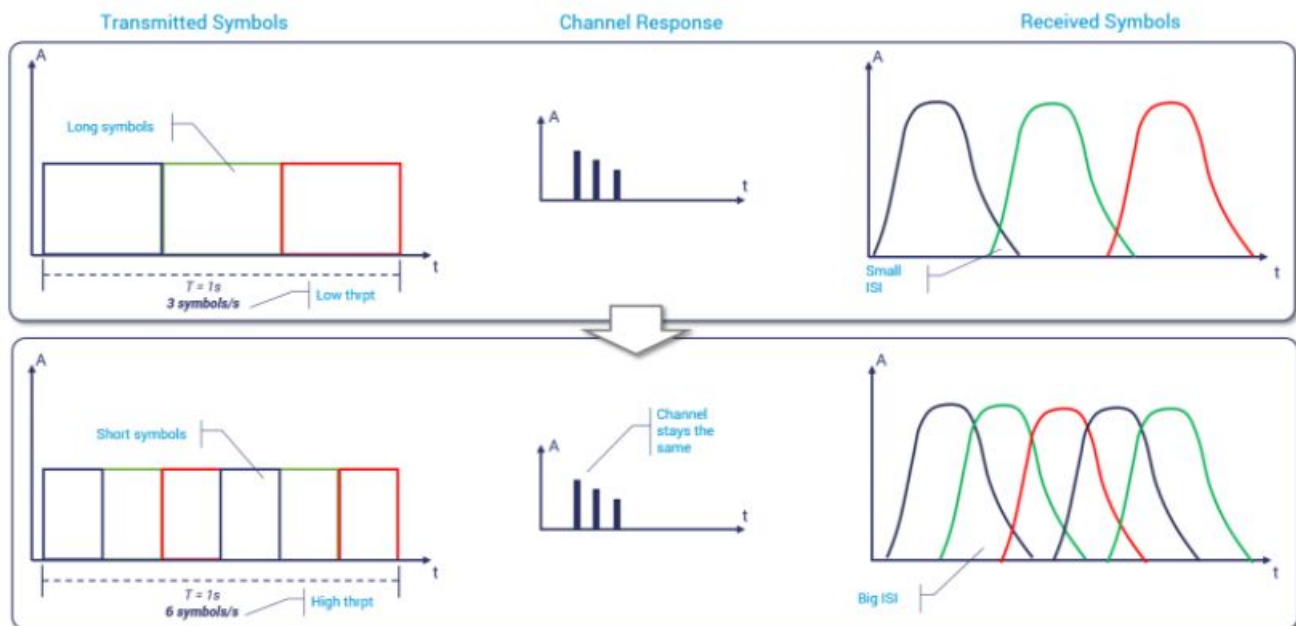 Transmitted Symbols
Channel Response
Received Symbols
A
Long symbols
t
T = 1s
3 symbols/s
Low thrpt
A
t
A
Small
ISI
t
A
Short symbols
t
T = 1s
6 symbols/s
High thrpt
Channel
stays the
same
A
t
A
Big ISI
t